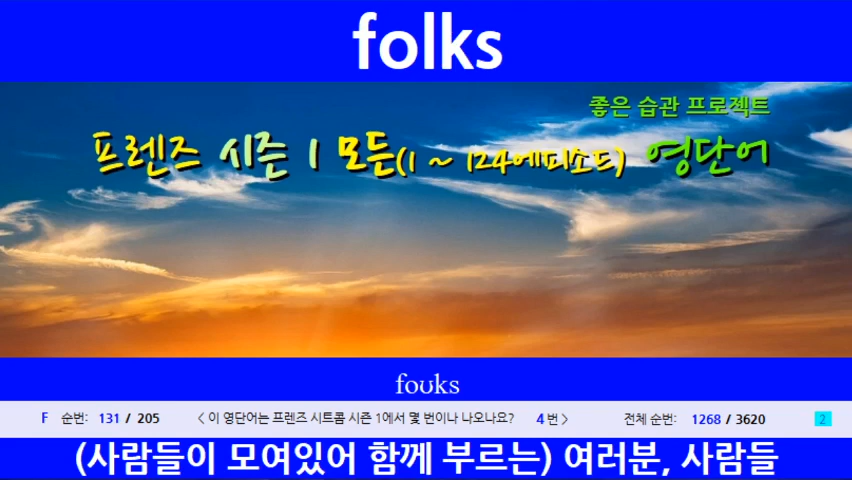 folks
좋은 습관 프로젝트
프렌즈 시즌 1 모든(1 ~ 124에피소드) 영단어
foʊks
F 순번: 131 / 205 < 이 영단어는 프렌즈 시트콤 시즌 1에서 몇 번이나 나오나요? 4번 > 전체 순번: 1268 / 3620 2
(사람들이 모여있어 함께 부르는) 여러분, 사람들